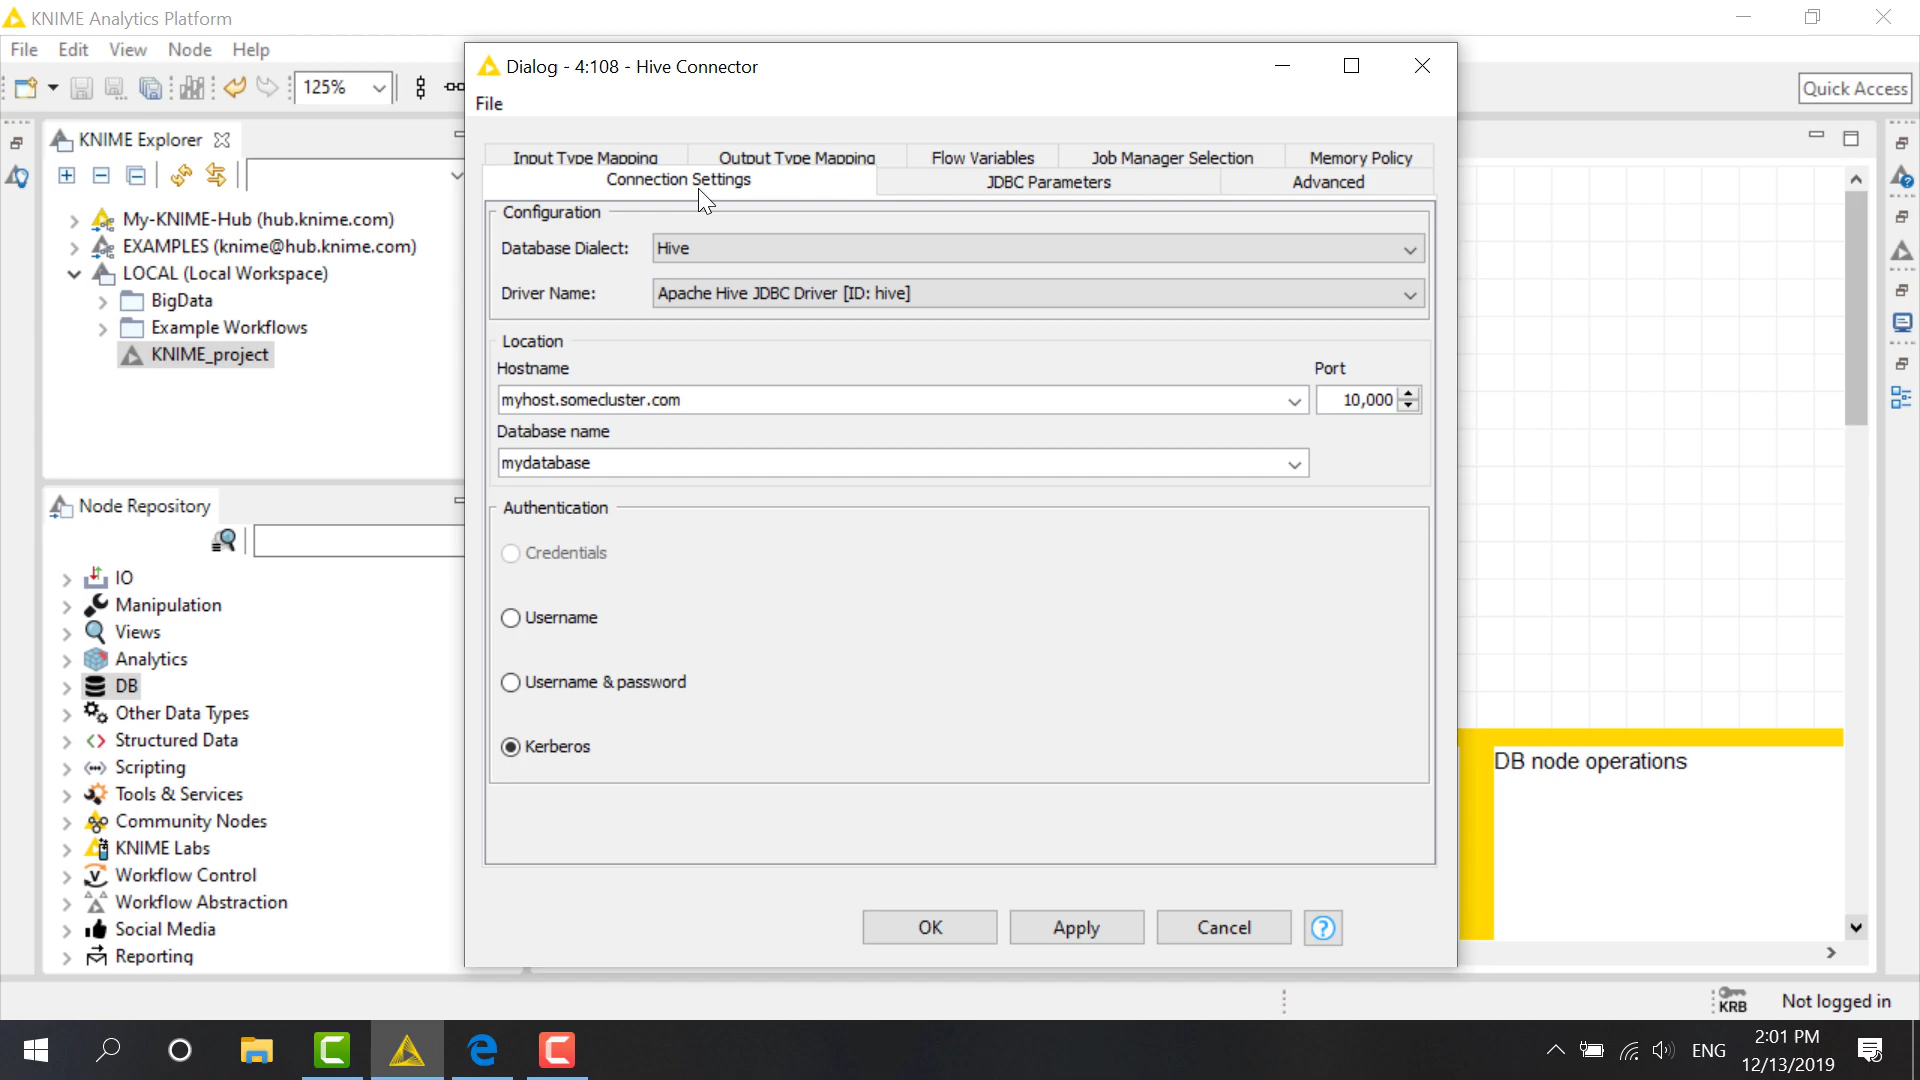 KNIME Analytics Platform
File Edit View Node Help
125%
Quick Access
KNIME Explorer
My-KNIME-Hub (hub.knime.com)
EXAMPLES (knime@hub.knime.com)
LOCAL (Local Workspace)
BigData
Example Workflows
KNIME_project
Node Repository
IO
Manipulation
Views
Analytics
DB
Other Data Types
Structured Data
Scripting
Tools & Services
Community Nodes
KNIME Labs
Workflow Control
Workflow Abstraction
Social Media
Reporting
Dialog - 4:108 - Hive Connector
File
Input Type Mapping Output Type Mapping Flow Variables Job Manager Selection Memory Policy
Connection Settings JDBC Parameters Advanced
Configuration
Database Dialect: Hive
Driver Name: Apache Hive JDBC Driver [ID: hive]
Location
Hostname Port
myhost.somecluster.com 10,000
Database name
mydatabase
Authentication
Credentials
Username
Username & password
Kerberos
OK Apply Cancel ?
DB node operations
KRB Not logged in
ENG
2:01 PM
12/13/2019